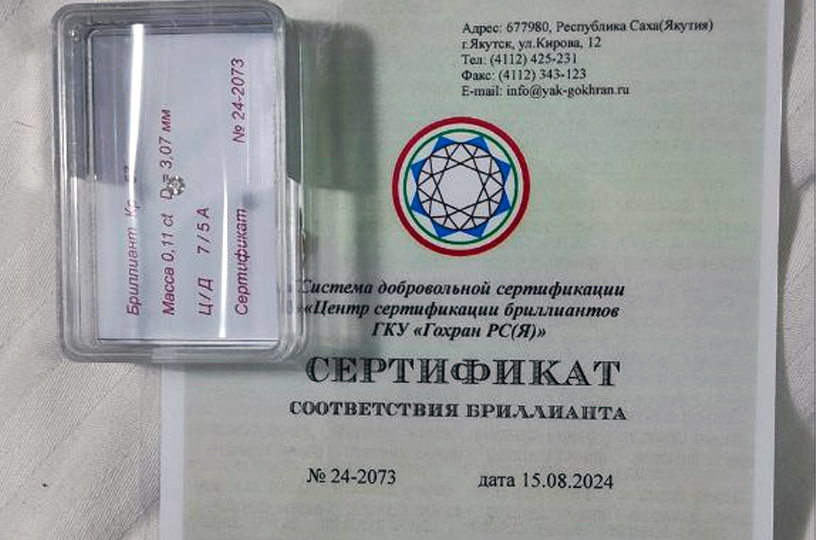 Адрес: 677980, Республика Саха(Якутия)
г.Якутск, ул.Кирова, 12
Тел: (4112) 425-231
Факс: (4112) 343-123
E-mail: info@yak-gokhran.ru
Бриллиант
Масса 0,11 ct D = 3,07 мм
Ц/Д 7/5А
Сертификат № 24-2073
Система добровольной сертификации
«Центр сертификации бриллиантов
ГКУ «Гохран РС(Я)»
СЕРТИФИКАТ
СООТВЕТСТВИЯ БРИЛЛИАНТА
№ 24-2073 дата 15.08.2024